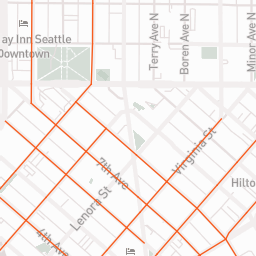 ay Inn Seattle
Downtown
Terry Ave N
Boren Ave N
Minor Ave N
Virginia St
7th Ave
Lenora St
Hilto
4th Ave